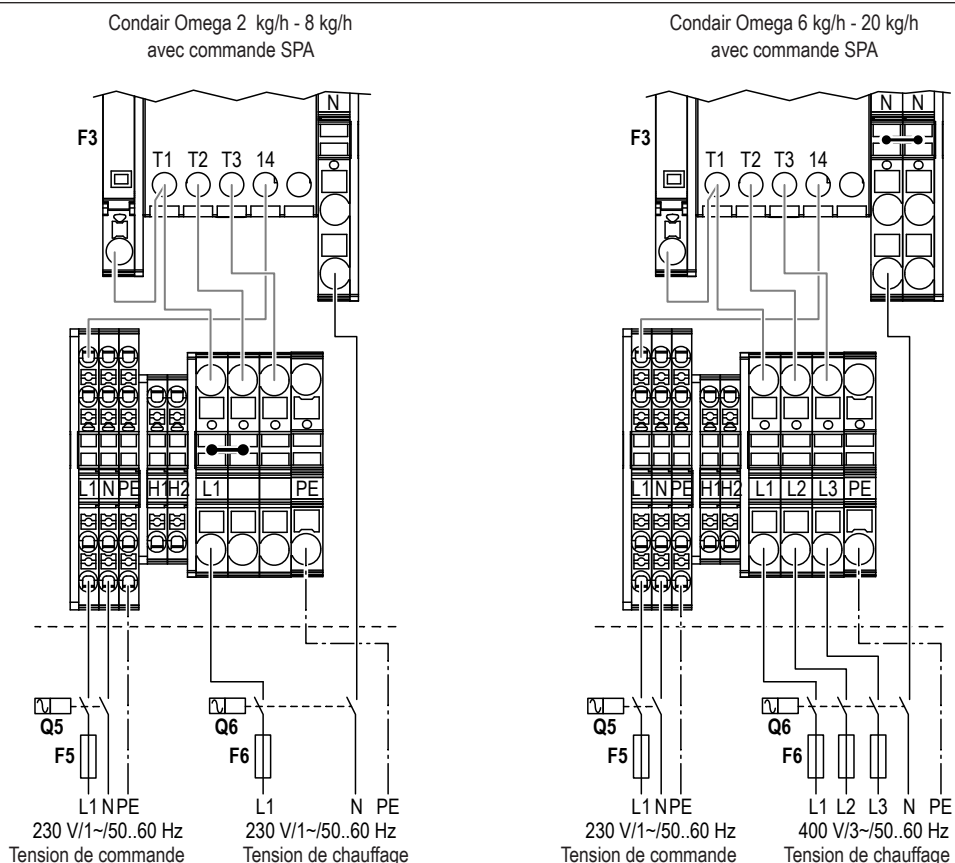 Condair Omega 2 kg/h - 8 kg/h
avec commande SPA
N
F3
T1 T2 T3 14
L1 N PE H1 H2 L1 PE
Q5
Q6
F5
F6
L1 N PE
L1
N PE
230 V/1~/50..60 Hz
Tension de commande
230 V/1~/50..60 Hz
Tension de chauffage
Condair Omega 6 kg/h - 20 kg/h
avec commande SPA
N N
F3
T1 T2 T3 14
L1 N PE H1 H2 L1 L2 L3 PE
Q5
Q6
F5
F6
L1 N PE
L1 L2 L3 N PE
230 V/1~/50..60 Hz
Tension de commande
400 V/3~/50..60 Hz
Tension de chauffage